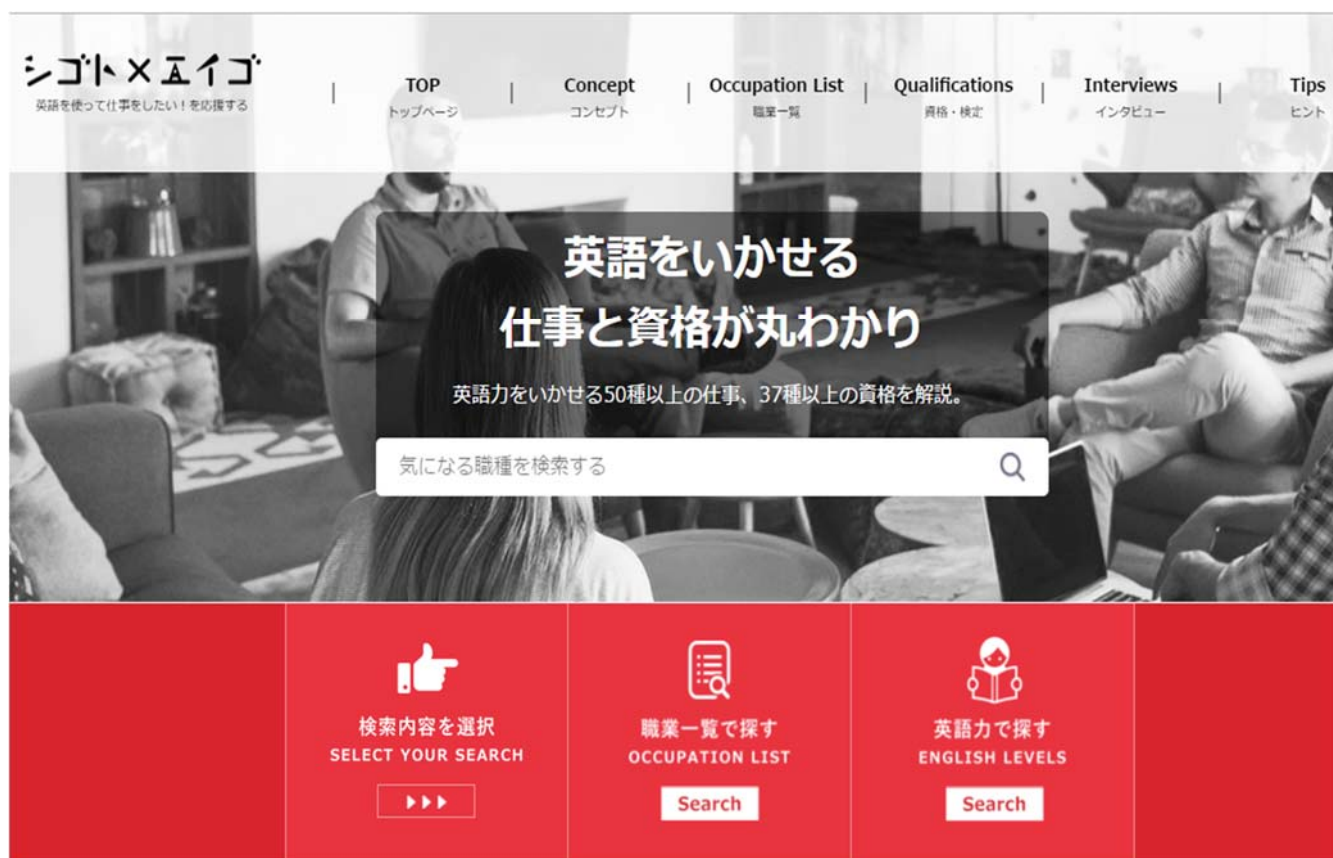 シゴト×エイゴ
英語を使って仕事をしたい！を応援する
TOP
トップページ
Concept
コンセプト
Occupation List
職業一覧
Qualifications
資格・検定
Interviews
インタビュー
Tips
ヒント
英語をいかせる
仕事と資格が丸わかり
英語力をいかせる50種以上の仕事、37種以上の資格を解説。
気になる職種を検索する
検索内容を選択
SELECT YOUR SEARCH
職業一覧で探す
OCCUPATION LIST
Search
英語力で探す
ENGLISH LEVELS
Search